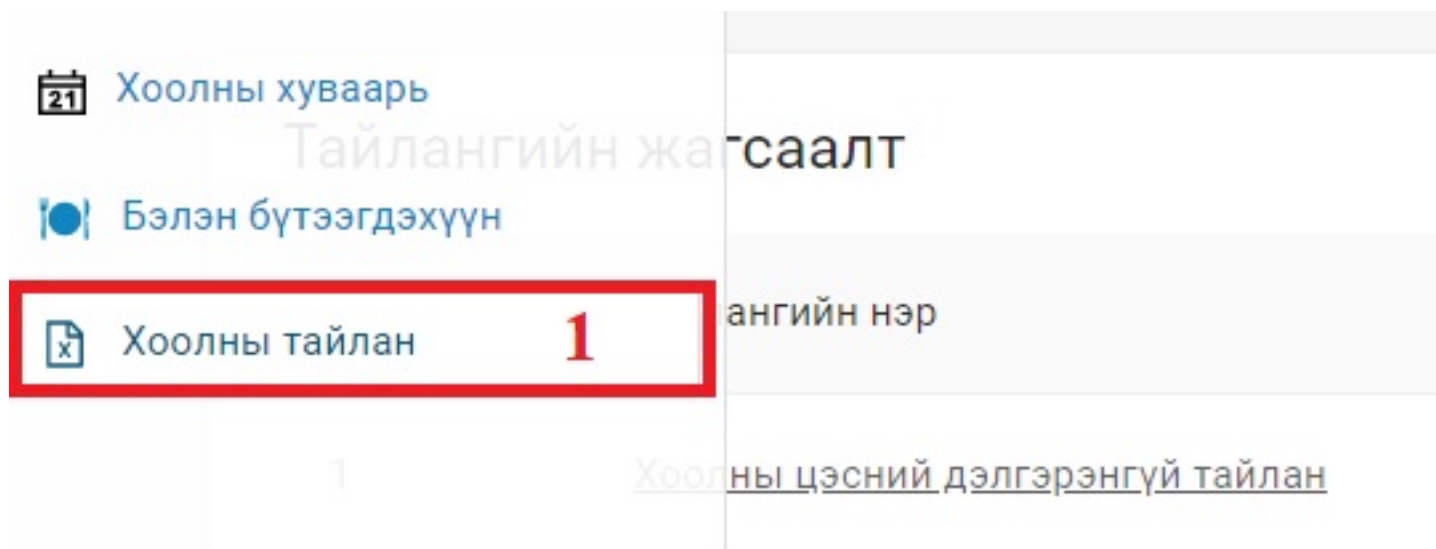 21 Хоолны хуваарь
Тайлангийн жагсаалт
Бэлэн бүтээгдэхүүн
Хоолны тайлан 1
ангийн нэр
1 Хоолны цэсний дэлгэрэнгүй тайлан